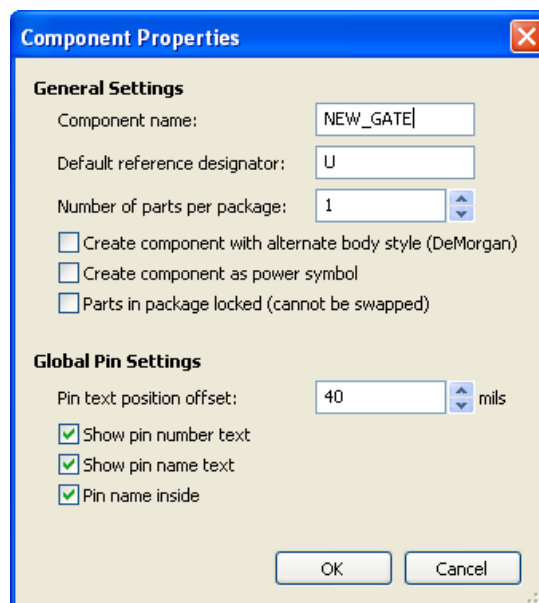 Component Properties
General Settings
Component name: NEW_GATE
Default reference designator: U
Number of parts per package: 1
Create component with alternate body style (DeMorgan)
Create component as power symbol
Parts in package locked (cannot be swapped)
Global Pin Settings
Pin text position offset: 40 mils
Show pin number text
Show pin name text
Pin name inside
OK Cancel